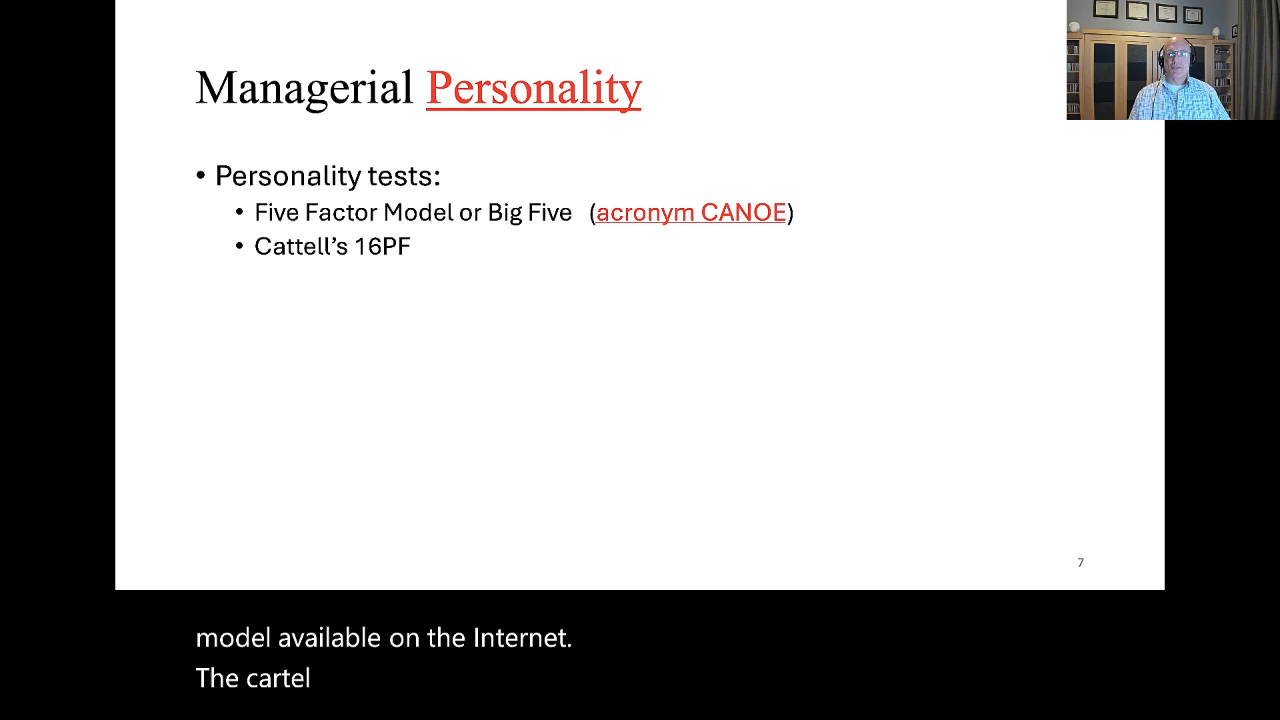 Managerial Personality
• Personality tests:
• Five Factor Model or Big Five (acronym CANOE)
• Cattell’s 16PF
7
model available on the Internet.
The cartel